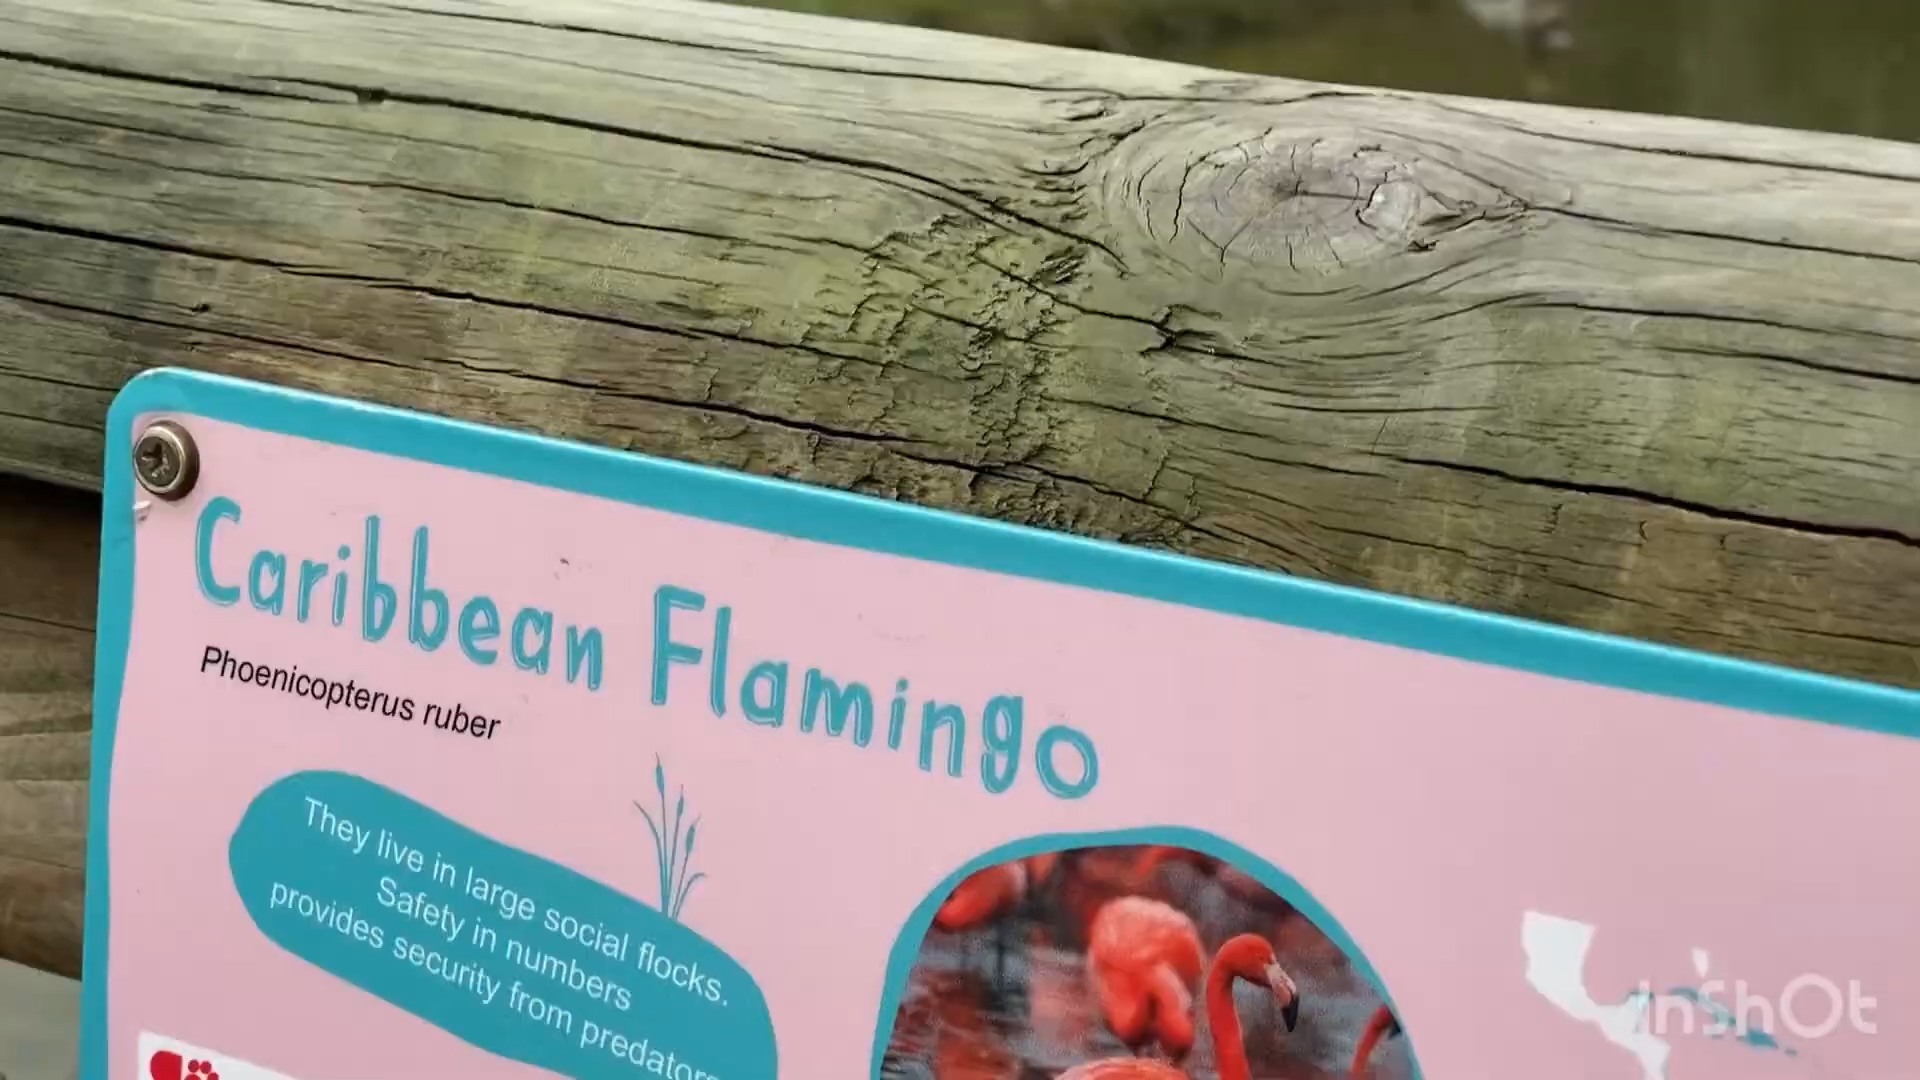 Caribbean Flamingo
Phoenicopterus ruber
They live in large social flocks.
Safety in numbers
provides security from predators
InShOt